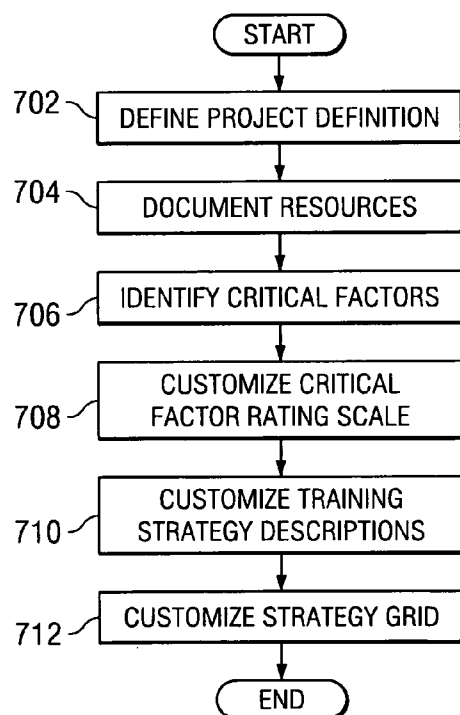 START
702 DEFINE PROJECT DEFINITION
704 DOCUMENT RESOURCES
706 IDENTIFY CRITICAL FACTORS
708 CUSTOMIZE CRITICAL
FACTOR RATING SCALE
710 CUSTOMIZE TRAINING
STRATEGY DESCRIPTIONS
712 CUSTOMIZE STRATEGY GRID
END